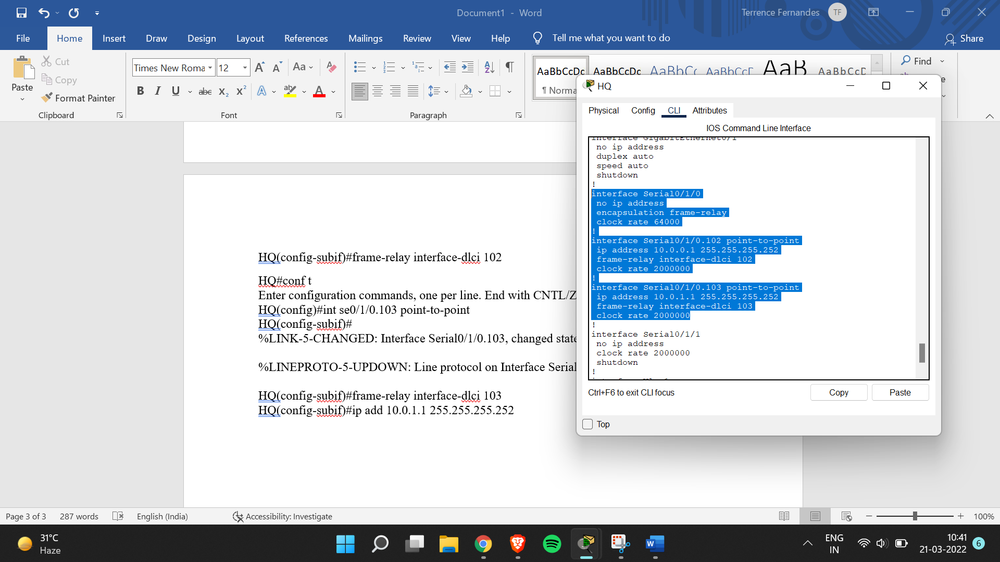 Document1 - Word
Terrence Fernandes
TF
File
Home
Insert
Draw
Design
Layout
References
Mailings
Review
View
Help
Tell me what you want to do
Share
Paste
Cut
Copy
Format Painter
Clipboard
Times New Roma
12
Font
Paragraph
AaBbCcDc
¶ Norma
AaBbCcDc
AaBbCc
AaBbCcC
AaB
AaBbCcD
Find
HQ(config-subif)#frame-relay interface-dlci 102
HQ#conf t
Enter configuration commands, one per line. End with CNTL/Z
HQ(config)#int se0/1/0.103 point-to-point
HQ(config-subif)#
%LINK-5-CHANGED: Interface Serial0/1/0.103, changed state
%LINEPROTO-5-UPDOWN: Line protocol on Interface Serial
HQ(config-subif)#frame-relay interface-dlci 103
HQ(config-subif)#ip add 10.0.1.1 255.255.255.252
HQ
Physical
Config
CLI
Attributes
IOS Command Line Interface
interface GigabitEthernet0/1
no ip address
duplex auto
speed auto
shutdown
!
interface Serial0/1/0
no ip address
encapsulation frame-relay
clock rate 64000
!
interface Serial0/1/0.102 point-to-point
ip address 10.0.0.1 255.255.255.252
frame-relay interface-dlci 102
clock rate 2000000
!
interface Serial0/1/0.103 point-to-point
ip address 10.0.1.1 255.255.255.252
frame-relay interface-dlci 103
clock rate 2000000
!
interface Serial0/1/1
no ip address
clock rate 2000000
shutdown
!
Ctrl+F6 to exit CLI focus
Copy
Paste
Top
Page 3 of 3
287 words
English (India)
Accessibility: Investigate
100%
31°C
Haze
ENG
IN
10:41
21-03-2022
6